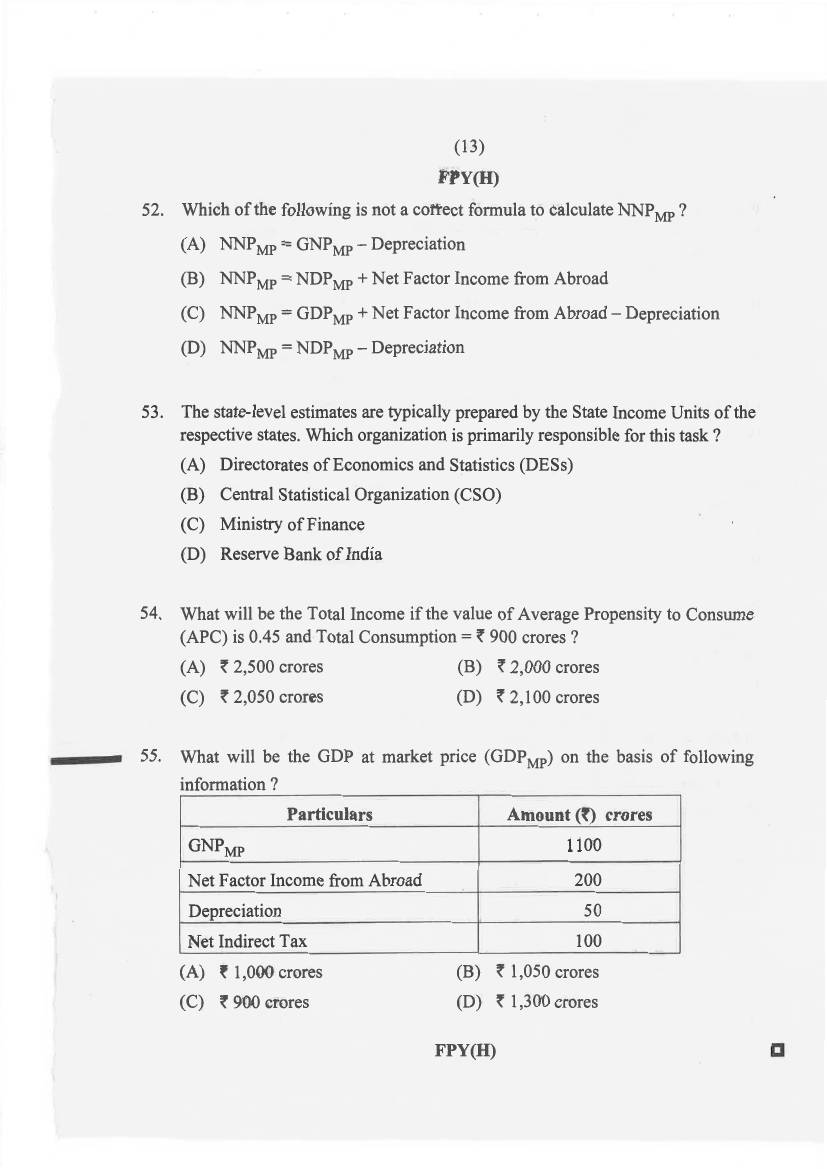 (13)
FPY(H)
52. Which of the following is not a correct formula to calculate NNPMP ?
(A) NNPMP = GNPMP – Depreciation
(B) NNPMP = NDPMP + Net Factor Income from Abroad
(C) NNPMP = GDPMP + Net Factor Income from Abroad – Depreciation
(D) NNPMP = NDPMP – Depreciation
53. The state-level estimates are typically prepared by the State Income Units of the
respective states. Which organization is primarily responsible for this task ?
(A) Directorates of Economics and Statistics (DESs)
(B) Central Statistical Organization (CSO)
(C) Ministry of Finance
(D) Reserve Bank of India
54. What will be the Total Income if the value of Average Propensity to Consume
(APC) is 0.45 and Total Consumption = ₹ 900 crores ?
(A) ₹ 2,500 crores (B) ₹ 2,000 crores
(C) ₹ 2,050 crores (D) ₹ 2,100 crores
55. What will be the GDP at market price (GDPMP) on the basis of following
information ?
Particulars Amount (₹) crores
GNPMP 1100
Net Factor Income from Abroad 200
Depreciation 50
Net Indirect Tax 100
(A) ₹ 1,000 crores (B) ₹ 1,050 crores
(C) ₹ 900 crores (D) ₹ 1,300 crores
FPY(H)